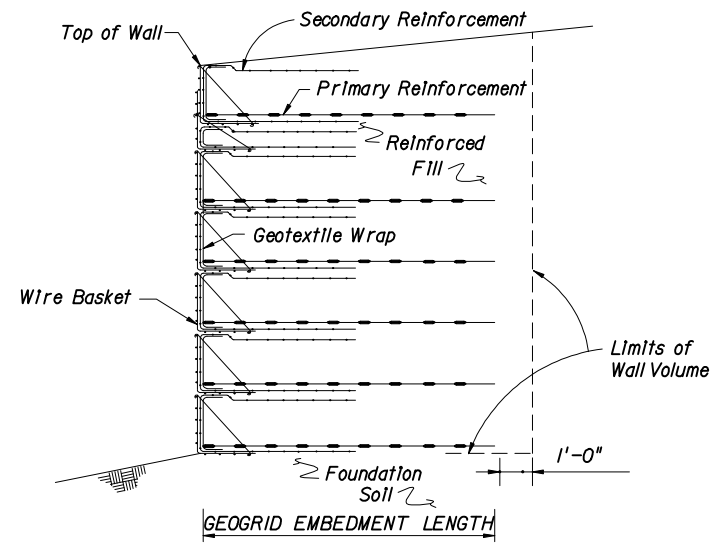 Secondary Reinforcement
Top of Wall
Primary Reinforcement
Reinforced
Fill
Geotextile Wrap
Wire Basket
Limits of
Wall Volume
1'-0"
Foundation
Soil
GEOGRID EMBEDMENT LENGTH